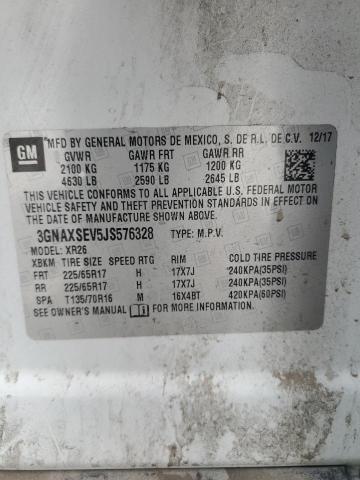 GM
MFD BY GENERAL MOTORS DE MEXICO, S. DE R.L. DE C.V. 12/17
GVWR GAWR FRT GAWR RR
2100 KG 1175 KG 1200 KG
4630 LB 2590 LB 2645 LB
THIS VEHICLE CONFORMS TO ALL APPLICABLE U.S. FEDERAL MOTOR
VEHICLE SAFETY AND THEFT PREVENTION STANDARDS IN EFFECT
ON THE DATE OF MANUFACTURE SHOWN ABOVE.
3GNAXSEV5JS576328 TYPE: M.P.V.
MODEL: XR26
XBKM TIRE SIZE SPEED RTG RIM COLD TIRE PRESSURE
FRT 225/65R17 H 17X7J 240KPA(35PSI)
RR 225/65R17 H 17X7J 240KPA(35PSI)
SPA T135/70R16 M 16X4BT 420KPA(60PSI)
SEE OWNER'S MANUAL FOR MORE INFORMATION.